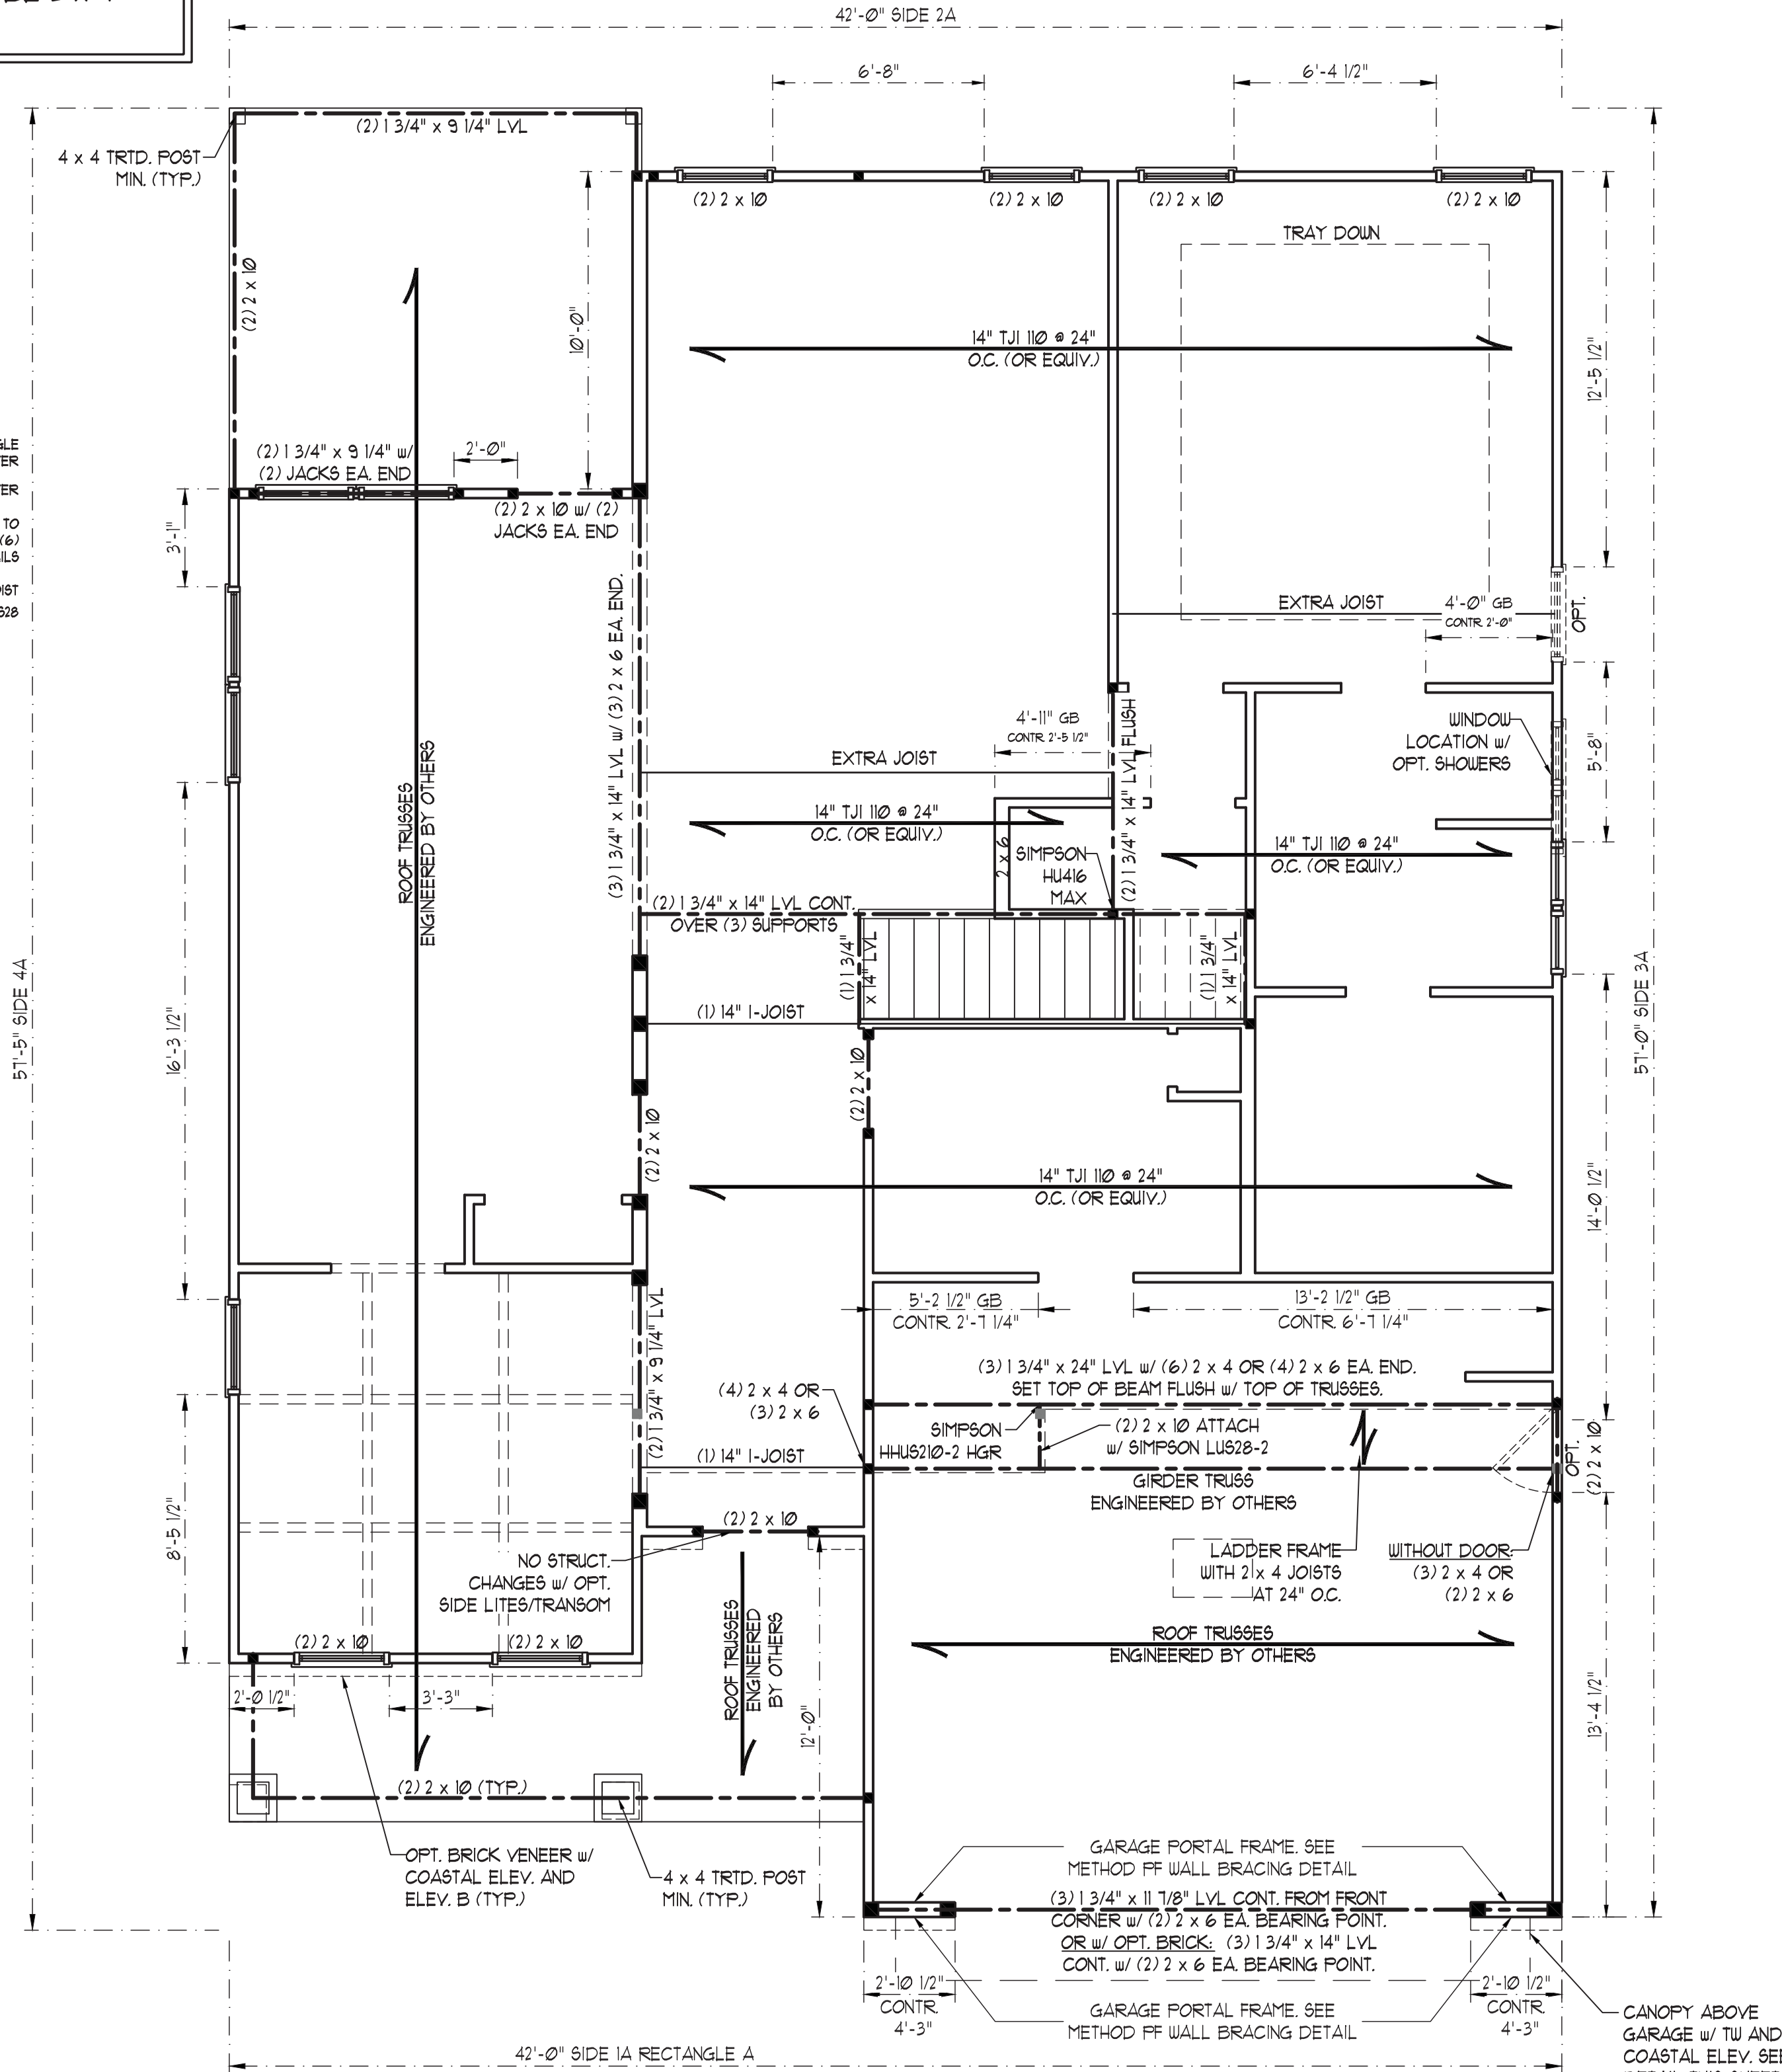 42'-0" SIDE 2A
6'-8"
6'-4 1/2"
(2) 1 3/4" x 9 1/4" LVL
4 x 4 TRTD. POST
MIN. (TYP.)
(2) 2 x 10
(2) 2 x 10
(2) 2 x 10
(2) 2 x 10
TRAY DOWN
(2) 2 x 10
10'-0"
14" TJI 110 @ 24"
O.C. (OR EQUIV.)
12'-5 1/2"
(2) 1 3/4" x 9 1/4" w/
(2) JACKS EA. END
2'-0"
(2) 2 x 10 w/ (2)
JACKS EA. END
TO
(6)
3'-1"
EXTRA JOIST
4'-0" GB
CONTR. 2'-0"
OPT.
(3) 1 3/4" x 14" LVL w/ (3) 2 x 6 EA. END.
4'-11" GB
CONTR. 2'-5 1/2"
(2) 1 3/4" x 14" LVL FLUSH
WINDOW
LOCATION w/
OPT. SHOWERS
5'-8"
EXTRA JOIST
ROOF TRUSSES
ENGINEERED BY OTHERS
14" TJI 110 @ 24"
O.C. (OR EQUIV.)
2 x 6
SIMPSON
HU416
MAX
14" TJI 110 @ 24"
O.C. (OR EQUIV.)
(2) 1 3/4" x 14" LVL CONT.
OVER (3) SUPPORTS
(1) 1 3/4"
x 14" LVL
(1) 1 3/4"
x 14" LVL
57'-5" SIDE 4A
57'-0" SIDE 3A
16'-3 1/2"
(1) 14" I-JOIST
(2) 2 x 10
(2) 2 x 10
14" TJI 110 @ 24"
O.C. (OR EQUIV.)
14'-0 1/2"
5'-2 1/2" GB
CONTR. 2'-7 1/4"
13'-2 1/2" GB
CONTR. 6'-7 1/4"
(2) 1 3/4" x 9 1/4" LVL
(3) 1 3/4" x 24" LVL w/ (6) 2 x 4 OR (4) 2 x 6 EA. END.
SET TOP OF BEAM FLUSH w/ TOP OF TRUSSES.
(4) 2 x 4 OR
(3) 2 x 6
SIMPSON
HHUS210-2 HGR
(2) 2 x 10 ATTACH
w/ SIMPSON LUS28-2
(1) 14" I-JOIST
GIRDER TRUSS
ENGINEERED BY OTHERS
OPT.
(2) 2 x 10
8'-5 1/2"
(2) 2 x 10
NO STRUCT.
CHANGES w/ OPT.
SIDE LITES/TRANSOM
LADDER FRAME
WITH 2 x 4 JOISTS
AT 24" O.C.
WITHOUT DOOR:
(3) 2 x 4 OR
(2) 2 x 6
(2) 2 x 10
(2) 2 x 10
ROOF TRUSSES
ENGINEERED
BY OTHERS
ROOF TRUSSES
ENGINEERED BY OTHERS
2'-0 1/2"
3'-3"
12'-0"
13'-4 1/2"
(2) 2 x 10 (TYP.)
OPT. BRICK VENEER w/
COASTAL ELEV. AND
ELEV. B (TYP.)
4 x 4 TRTD. POST
MIN. (TYP.)
GARAGE PORTAL FRAME. SEE
METHOD PF WALL BRACING DETAIL
(3) 1 3/4" x 11 7/8" LVL CONT. FROM FRONT
CORNER w/ (2) 2 x 6 EA. BEARING POINT.
OR w/ OPT. BRICK: (3) 1 3/4" x 14" LVL
CONT. w/ (2) 2 x 6 EA. BEARING POINT.
2'-10 1/2"
CONTR.
4'-3"
2'-10 1/2"
CONTR.
4'-3"
GARAGE PORTAL FRAME. SEE
METHOD PF WALL BRACING DETAIL
CANOPY ABOVE
GARAGE w/ TW AND
COASTAL ELEV. SEE
42'-0" SIDE 1A RECTANGLE A